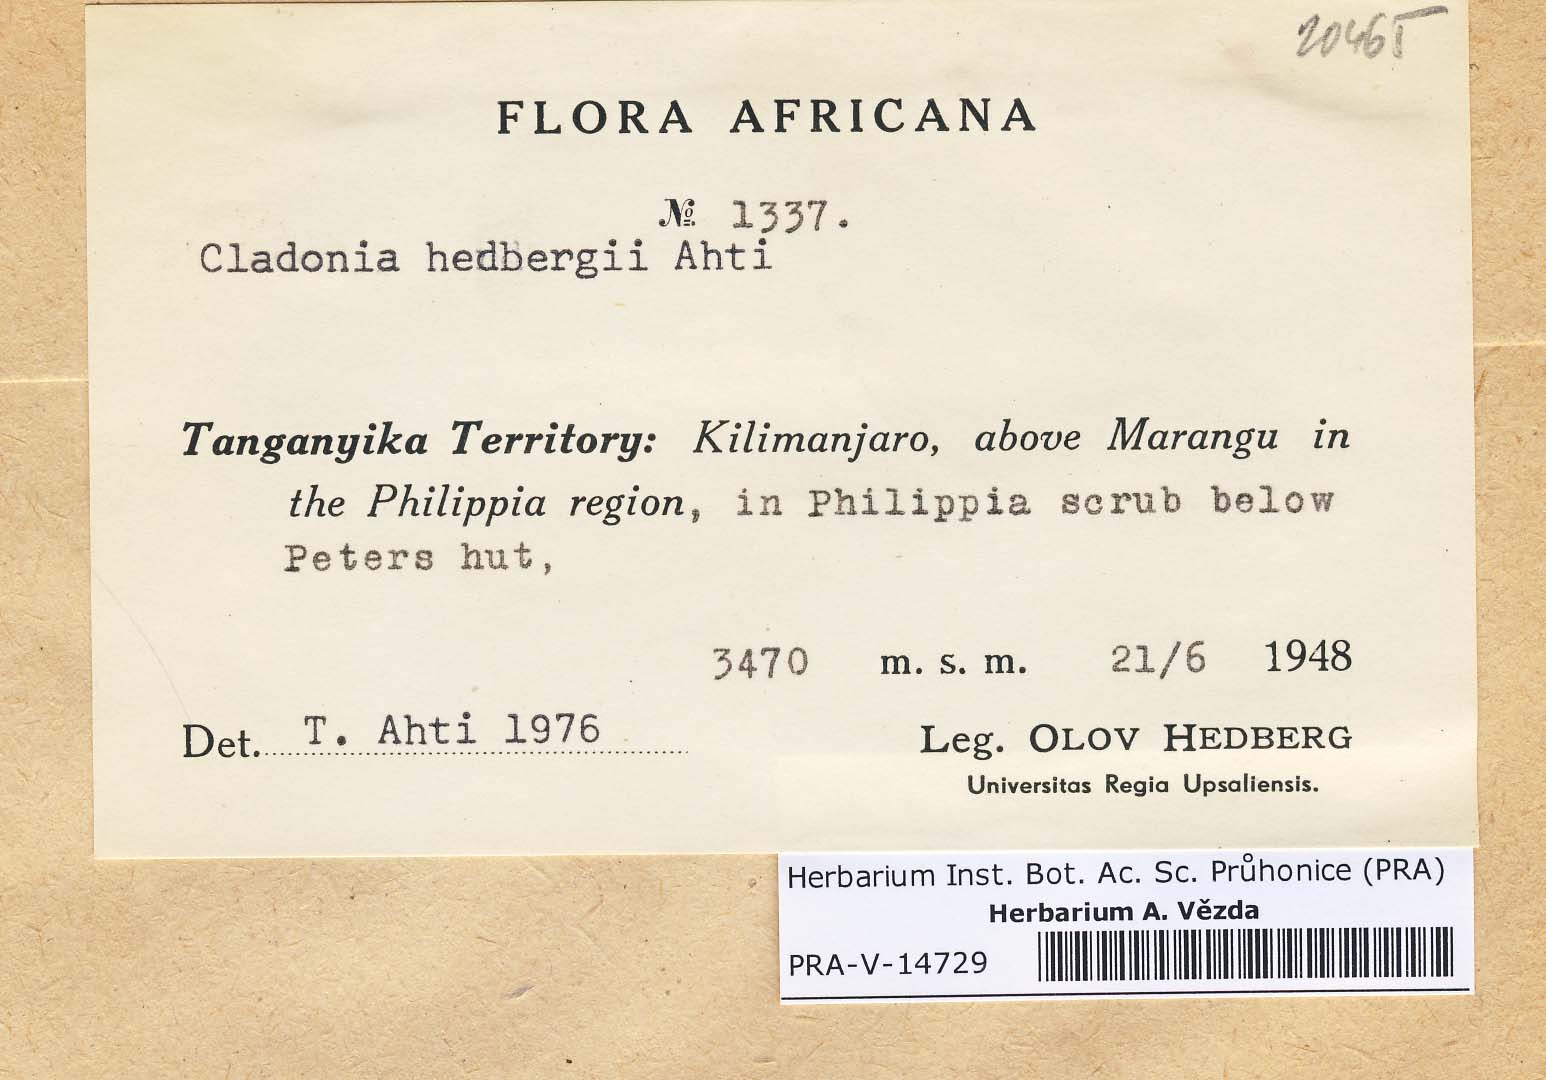 20465
FLORA AFRICANA
№ 1337.
Cladonia hedbergii Ahti
Tanganyika Territory: Kilimanjaro, above Marangu in
the Philippia region, in Philippia scrub below
Peters hut,
3470 m. s. m. 21/6 1948
Det. T. Ahti 1976
Leg. OLOV HEDBERG
Universitas Regia Upsaliensis.
Herbarium Inst. Bot. Ac. Sc. Průhonice (PRA)
Herbarium A. Vězda
PRA-V-14729